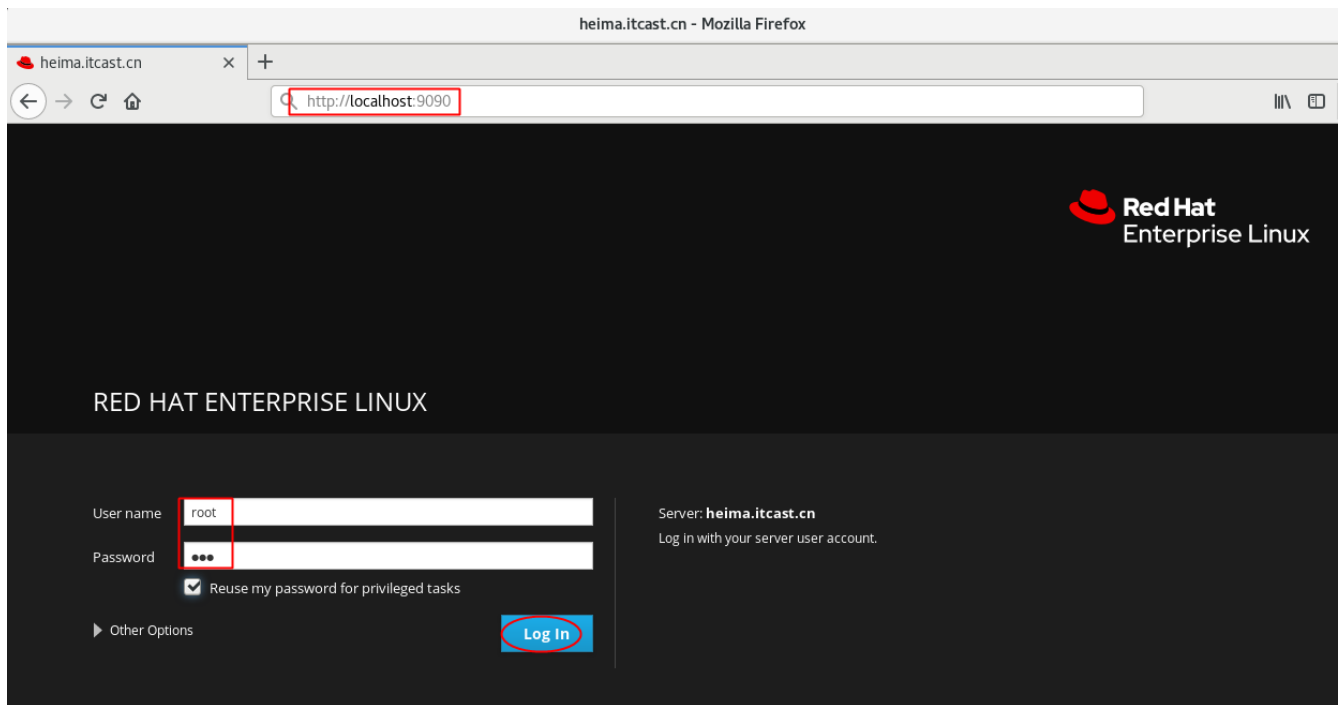 heima.itcast.cn - Mozilla Firefox
heima.itcast.cn
http://localhost:9090
Red Hat
Enterprise Linux
RED HAT ENTERPRISE LINUX
User name root
Password •••
Reuse my password for privileged tasks
Other Options
Log In
Server: heima.itcast.cn
Log in with your server user account.